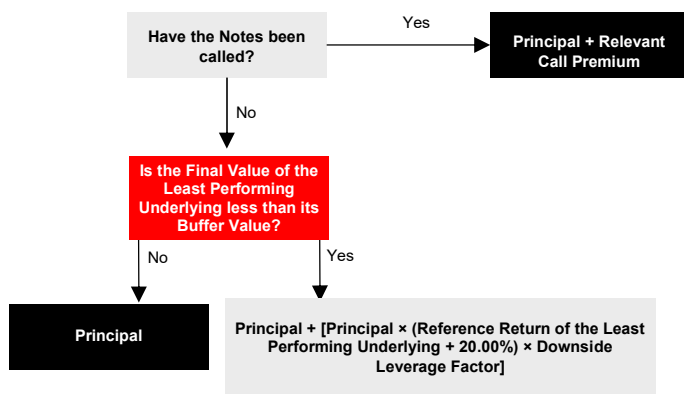 Have the Notes been
called?
Yes
Principal + Relevant
Call Premium
No
Is the Final Value of the
Least Performing
Underlying less than its
Buffer Value?
No
Yes
Principal
Principal + [Principal × (Reference Return of the Least
Performing Underlying + 20.00%) × Downside
Leverage Factor]